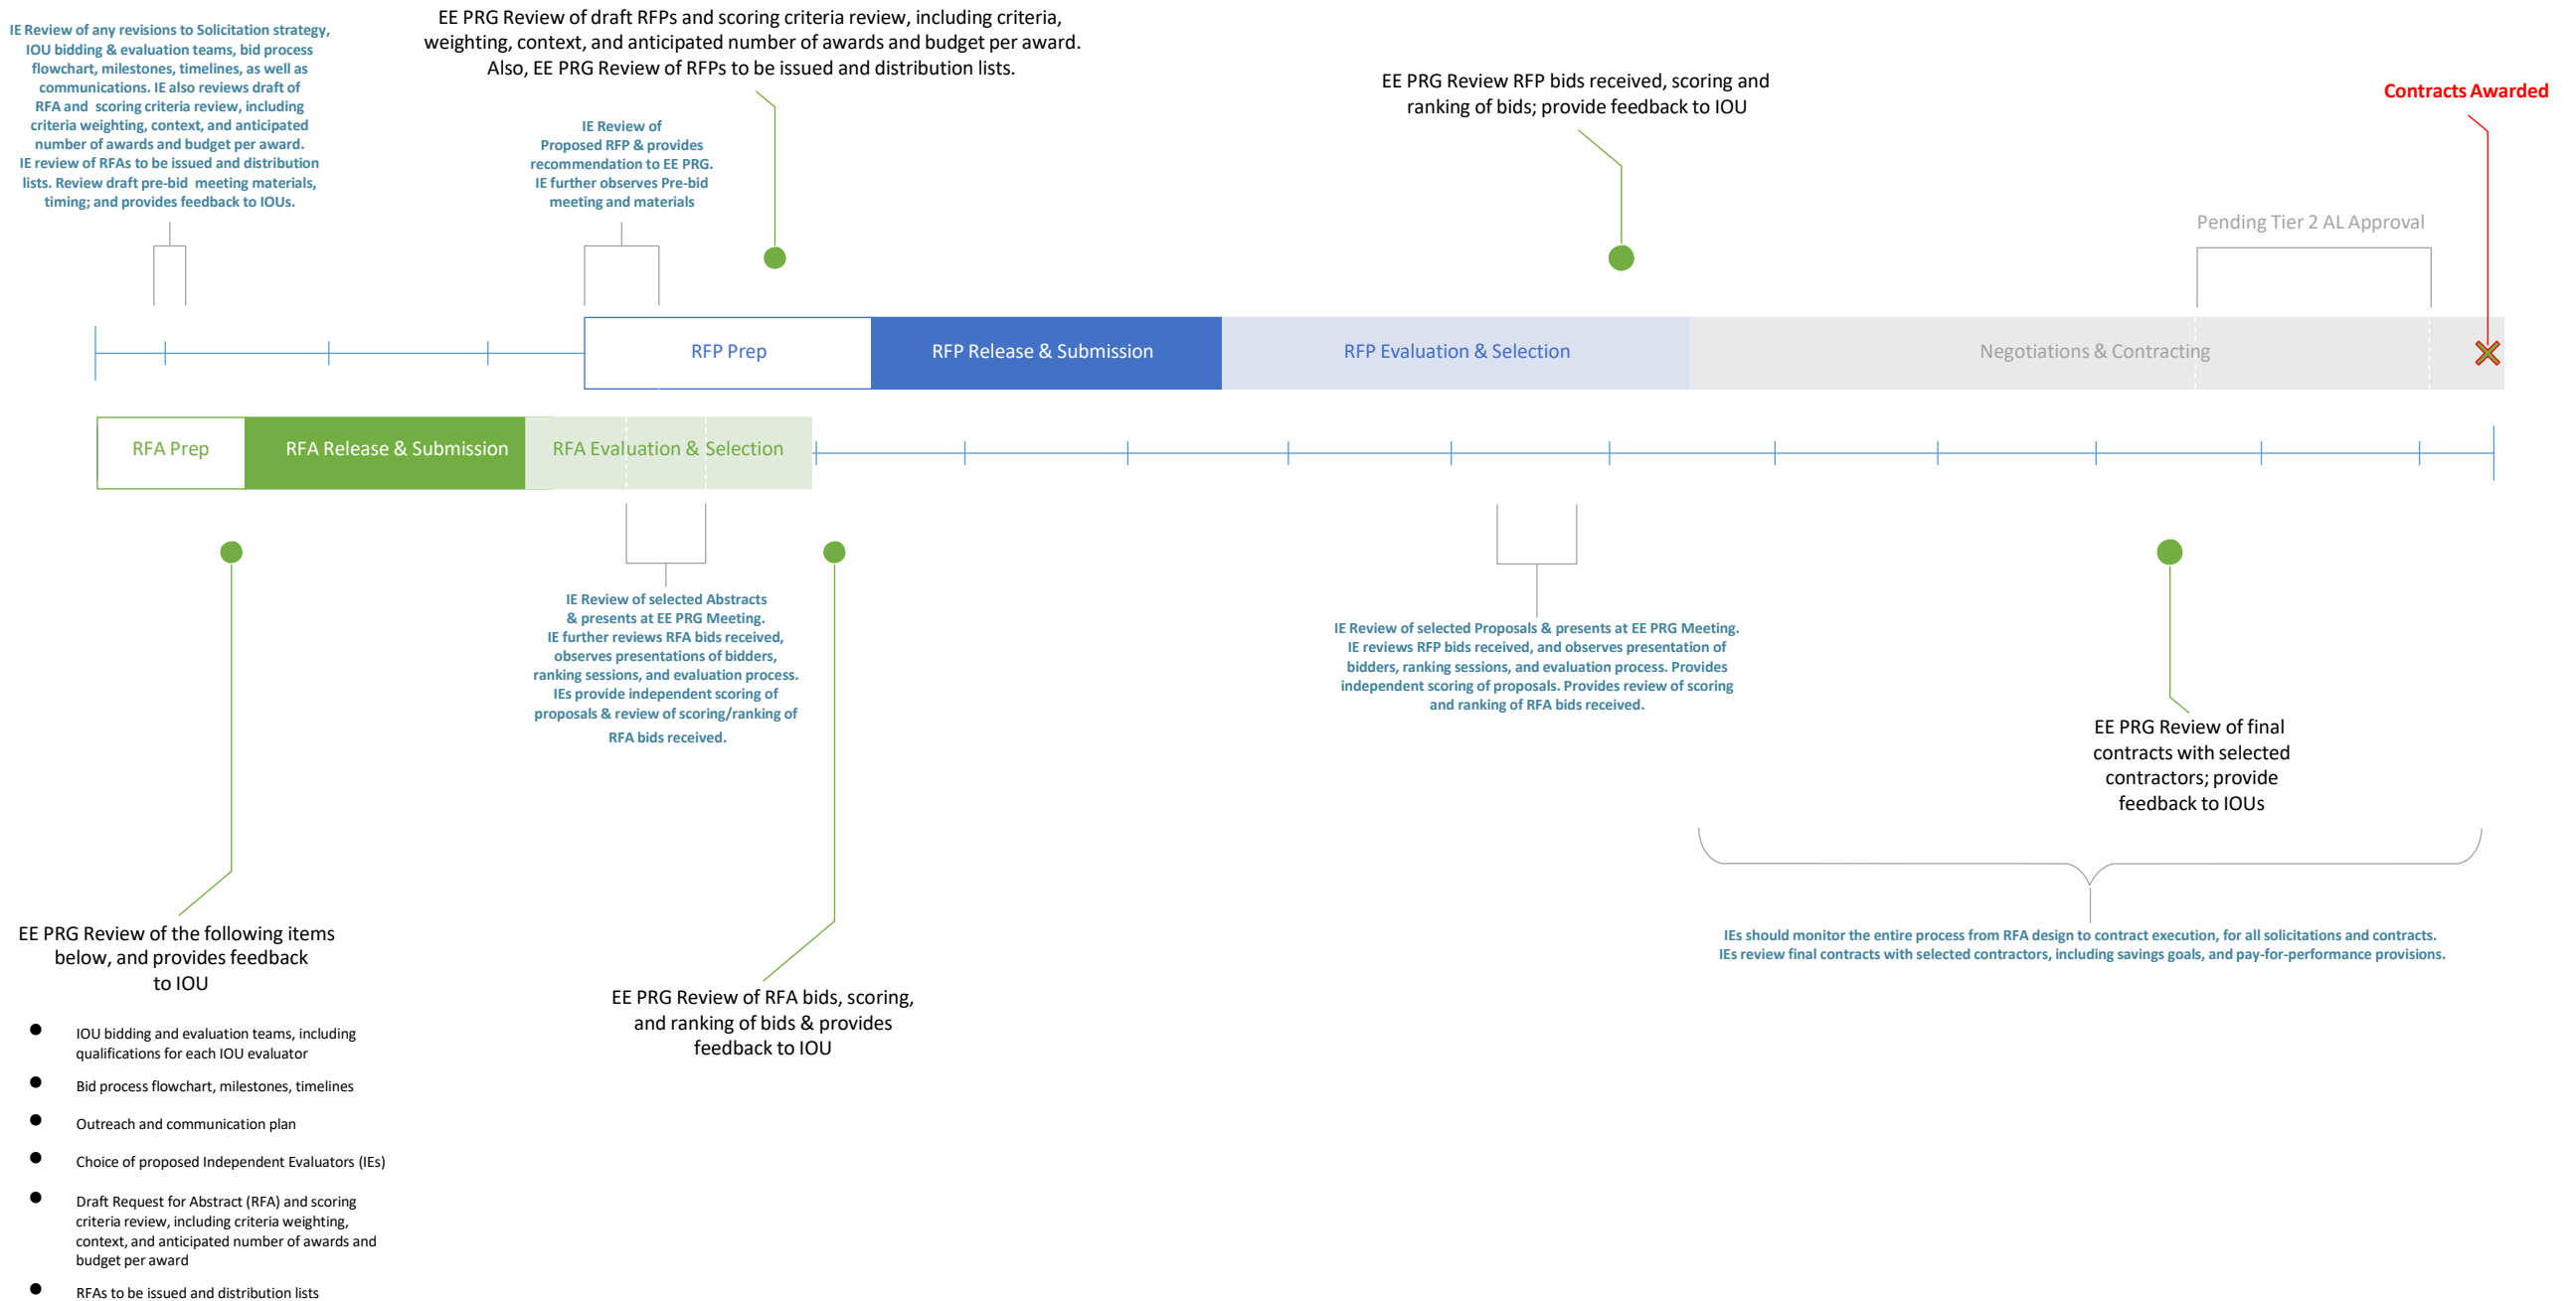 IE Review of any revisions to Solicitation strategy,
IOU bidding & evaluation teams, bid process
flowchart, milestones, timelines, as well as
communications. IE also reviews draft of
RFA and scoring criteria review, including
criteria weighting, context, and anticipated
number of awards and budget per award.
IE review of RFAs to be issued and distribution
lists. Review draft pre-bid meeting materials,
timing; and provides feedback to IOUs.
EE PRG Review of draft RFPs and scoring criteria review, including criteria,
weighting, context, and anticipated number of awards and budget per award.
Also, EE PRG Review of RFPs to be issued and distribution lists.
IE Review of
Proposed RFP & provides
recommendation to EE PRG.
IE further observes Pre-bid
meeting and materials
EE PRG Review RFP bids received, scoring and
ranking of bids; provide feedback to IOU
Contracts Awarded
Pending Tier 2 AL Approval
RFP Prep
RFP Release & Submission
RFP Evaluation & Selection
Negotiations & Contracting
RFA Prep
RFA Release & Submission
RFA Evaluation & Selection
IE Review of selected Abstracts
& presents at EE PRG Meeting.
IE further reviews RFA bids received,
observes presentations of bidders,
ranking sessions, and evaluation process.
IEs provide independent scoring of
proposals & review of scoring/ranking of
RFA bids received.
IE Review of selected Proposals & presents at EE PRG Meeting.
IE reviews RFP bids received, and observes presentation of
bidders, ranking sessions, and evaluation process. Provides
independent scoring of proposals. Provides review of scoring
and ranking of RFA bids received.
EE PRG Review of final
contracts with selected
contractors; provide
feedback to IOUs
IEs should monitor the entire process from RFA design to contract execution, for all solicitations and contracts.
IEs review final contracts with selected contractors, including savings goals, and pay-for-performance provisions.
EE PRG Review of the following items
below, and provides feedback
to IOU
● IOU bidding and evaluation teams, including
qualifications for each IOU evaluator
● Bid process flowchart, milestones, timelines
● Outreach and communication plan
● Choice of proposed Independent Evaluators (IEs)
● Draft Request for Abstract (RFA) and scoring
criteria review, including criteria weighting,
context, and anticipated number of awards and
budget per award
● RFAs to be issued and distribution lists
EE PRG Review of RFA bids, scoring,
and ranking of bids & provides
feedback to IOU